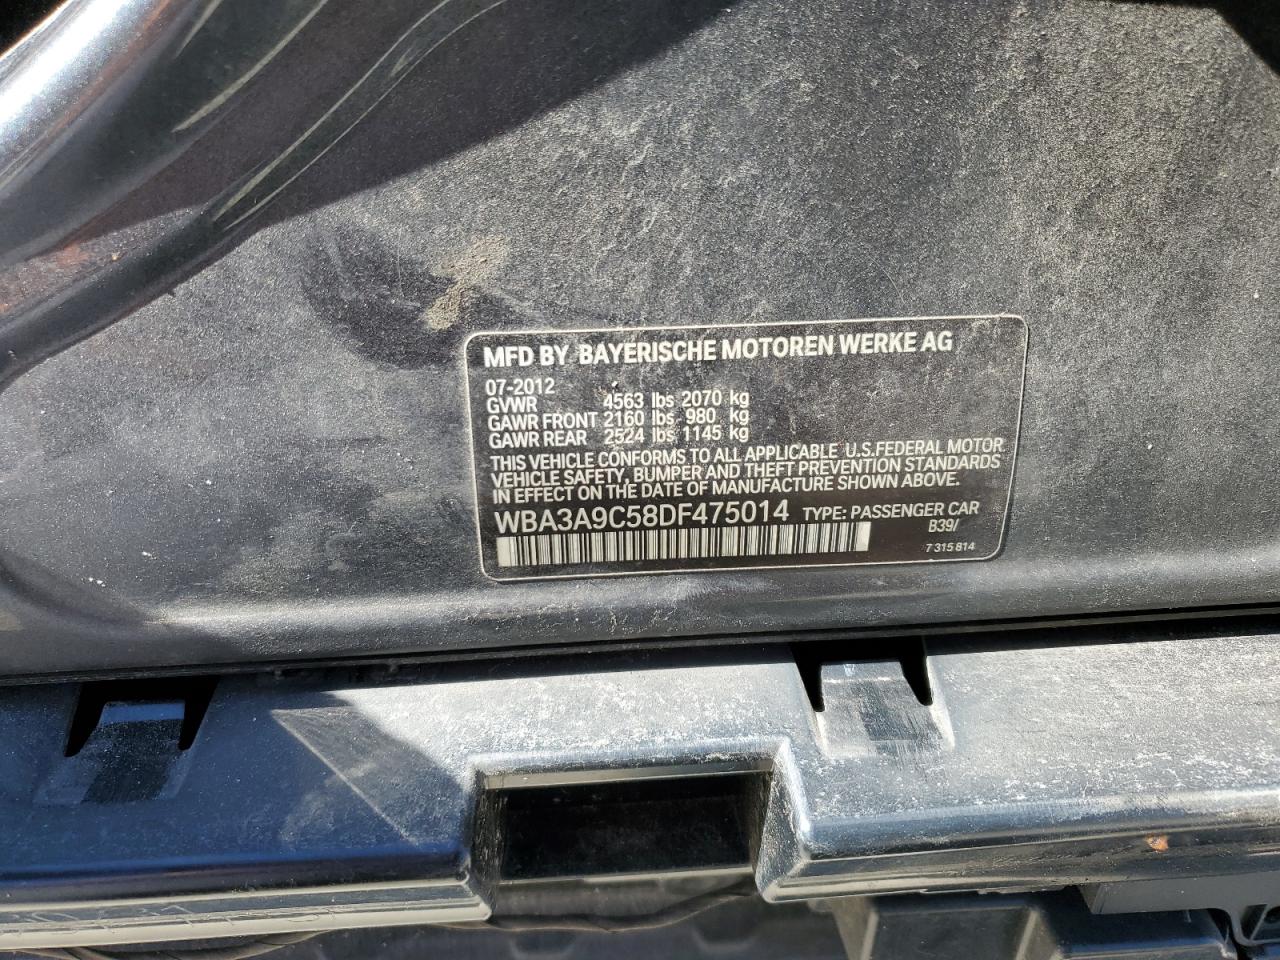 MFD BY BAYERISCHE MOTOREN WERKE AG
07-2012
GVWR 4563 lbs 2070 kg
GAWR FRONT 2160 lbs 980 kg
GAWR REAR 2524 lbs 1145 kg
THIS VEHICLE CONFORMS TO ALL APPLICABLE U.S.FEDERAL MOTOR
VEHICLE SAFETY, BUMPER AND THEFT PREVENTION STANDARDS
IN EFFECT ON THE DATE OF MANUFACTURE SHOWN ABOVE.
WBA3A9C58DF475014 TYPE: PASSENGER CAR
B39/
7 315 814